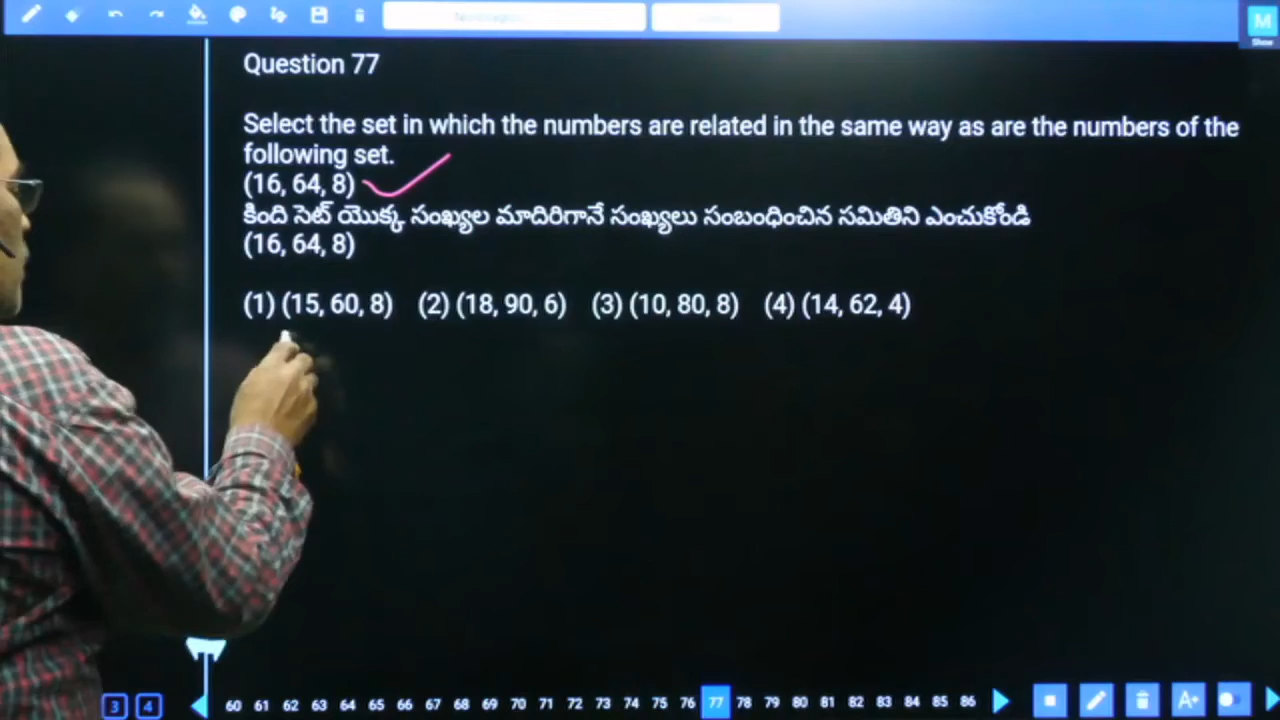 M
Show
Question 77
Select the set in which the numbers are related in the same way as are the numbers of the
following set.
(16, 64, 8)
కింది సెట్ యొక్క సంఖ్యల మాదిరిగానే సంఖ్యలు సంబంధించిన సమితిని ఎంచుకోండి
(16, 64, 8)
(1) (15, 60, 8) (2) (18, 90, 6) (3) (10, 80, 8) (4) (14, 62, 4)
3 4 60 61 62 63 64 65 66 67 68 69 70 71 72 73 74 75 76 77 78 79 80 81 82 83 84 85 86 A+